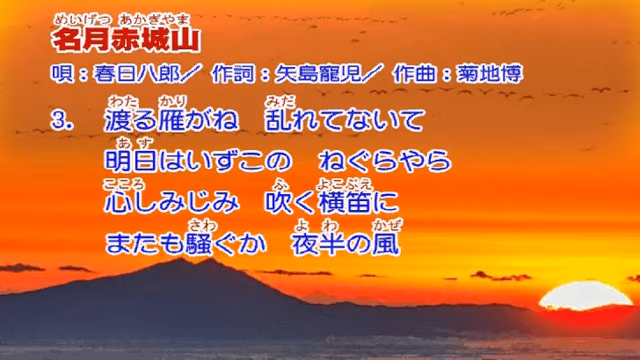 めいげつ あかぎやま
名月赤城山
唄：春日八郎／ 作詞：矢島寵児／ 作曲：菊地博
わた かり みだ
3. 渡る雁がね 乱れてないて
あす
明日はいずこの ねぐらやら
こころ ふ よこぶえ
心しみじみ 吹く横笛に
さわ よわ かぜ
またも騒ぐか 夜半の風